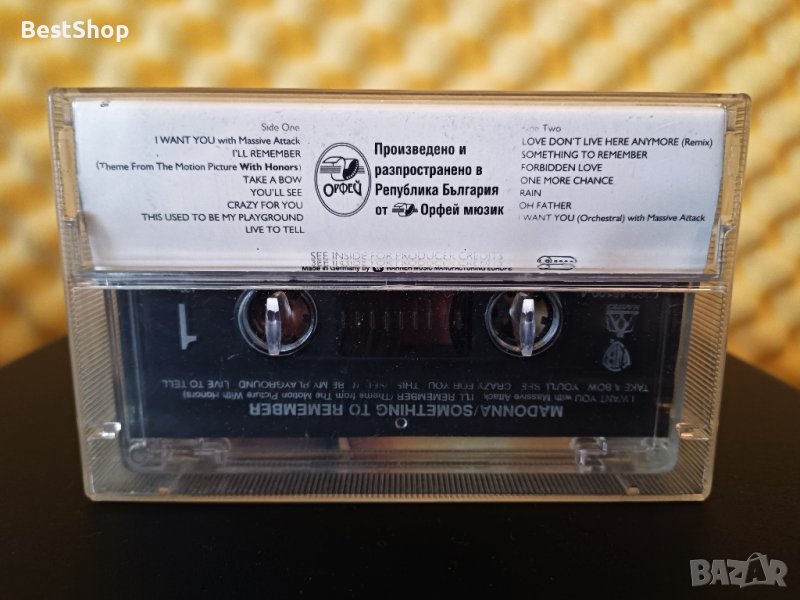 BestShop
Side One
I WANT YOU with Massive Attack
I'LL REMEMBER
(Theme From The Motion Picture With Honors)
TAKE A BOW
YOU'LL SEE
CRAZY FOR YOU
THIS USED TO BE MY PLAYGROUND
LIVE TO TELL
ОРФЕЙ
Произведено и
разпространено в
Република България
от Орфей мюзик
Two
LOVE DON'T LIVE HERE ANYMORE (Remix)
SOMETHING TO REMEMBER
FORBIDDEN LOVE
ONE MORE CHANCE
RAIN
OH FATHER
I WANT YOU (Orchestral) with Massive Attack
SEE INSIDE FOR PRODUCER CREDITS
Made in Germany by WARNER MUSIC MANUFACTURING EUROPE
1
MADONNA/SOMETHING TO REMEMBER
I WANT YOU with Massive Attack I'LL REMEMBER (Theme from The Motion Picture With Honors)
TAKE A BOW YOU'LL SEE CRAZY FOR YOU THIS BE MY PLAYGROUND LIVE TO TELL
BAZAR